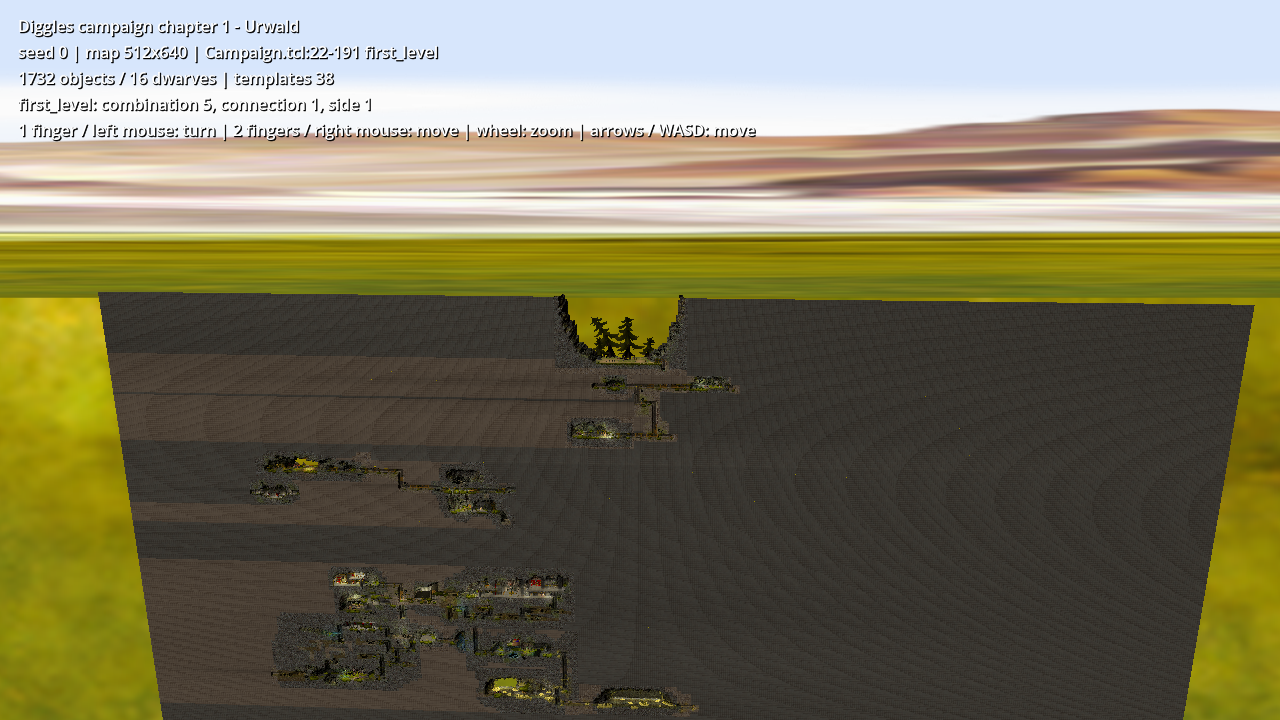 Diggles campaign chapter 1 - Urwald
seed 0 | map 512x640 | Campaign.tcl:22-191 first_level
1732 objects / 16 dwarves | templates 38
first_level: combination 5, connection 1, side 1
1 finger / left mouse: turn | 2 fingers / right mouse: move | wheel: zoom | arrows / WASD: move